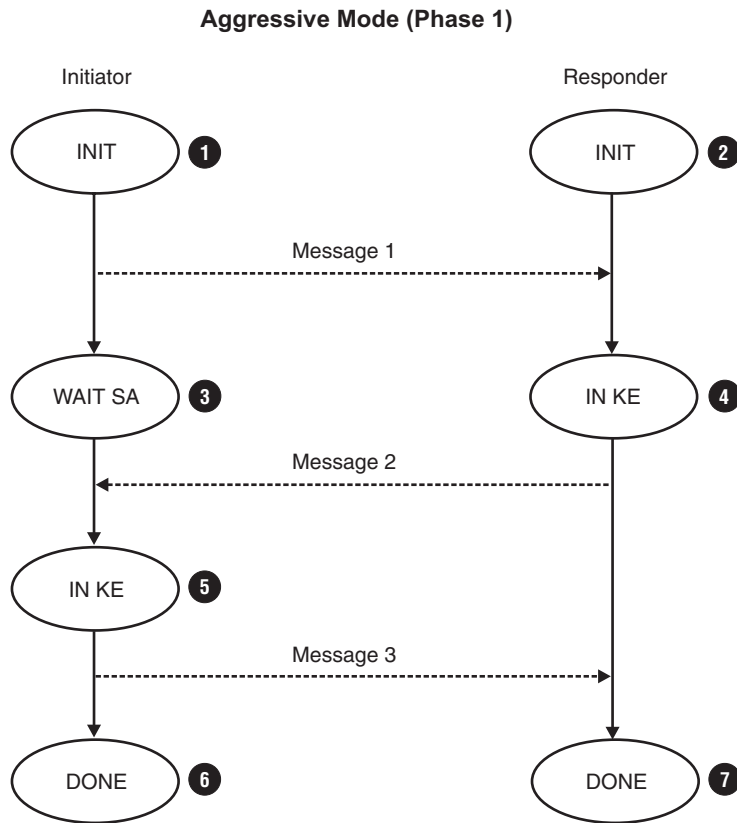 Aggressive Mode (Phase 1)
Initiator
Responder
INIT
1
INIT
2
Message 1
WAIT SA
3
IN KE
4
Message 2
IN KE
5
Message 3
DONE
6
DONE
7